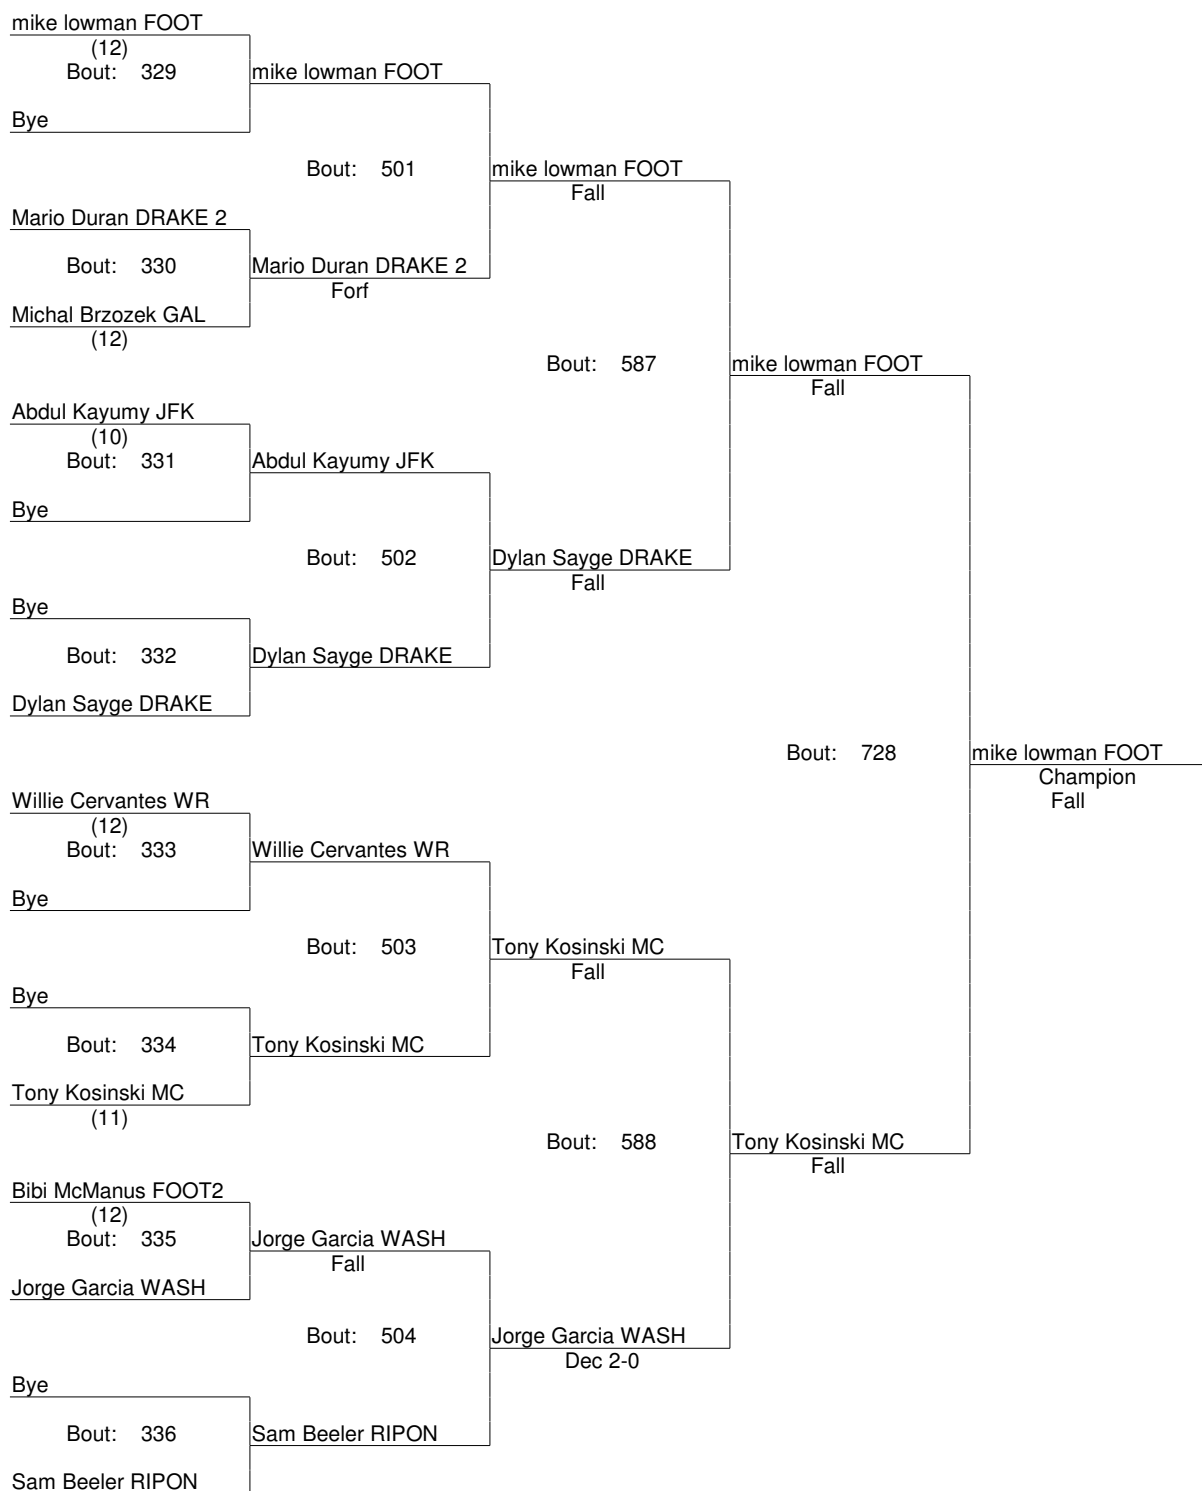 mike lowman FOOT
(12)
Bout: 329 mike lowman FOOT
Bye
Bout: 501 mike lowman FOOT
Fall
Mario Duran DRAKE 2
Bout: 330 Mario Duran DRAKE 2
Forf
Michal Brzozek GAL
(12)
Bout: 587 mike lowman FOOT
Fall
Abdul Kayumy JFK
(10)
Bout: 331 Abdul Kayumy JFK
Bye
Bout: 502 Dylan Sayge DRAKE
Fall
Bye
Bout: 332 Dylan Sayge DRAKE
Dylan Sayge DRAKE
Bout: 728 mike lowman FOOT
Champion
Fall
Willie Cervantes WR
(12)
Bout: 333 Willie Cervantes WR
Bye
Bout: 503 Tony Kosinski MC
Fall
Bye
Bout: 334 Tony Kosinski MC
Tony Kosinski MC
(11)
Bout: 588 Tony Kosinski MC
Fall
Bibi McManus FOOT2
(12)
Bout: 335 Jorge Garcia WASH
Fall
Jorge Garcia WASH
Bout: 504 Jorge Garcia WASH
Dec 2-0
Bye
Bout: 336 Sam Beeler RIPON
Sam Beeler RIPON